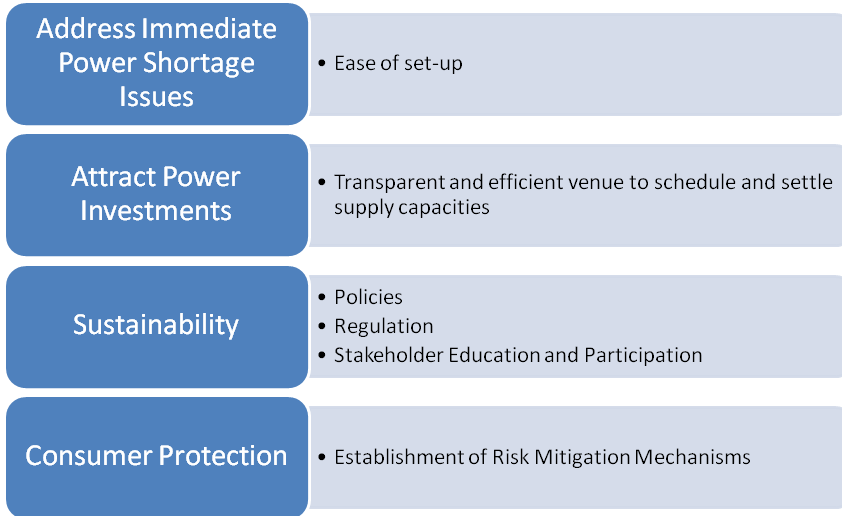 Address Immediate
Power Shortage
Issues
• Ease of set-up
Attract Power
Investments
• Transparent and efficient venue to schedule and settle
supply capacities
Sustainability
• Policies
• Regulation
• Stakeholder Education and Participation
Consumer Protection
• Establishment of Risk Mitigation Mechanisms